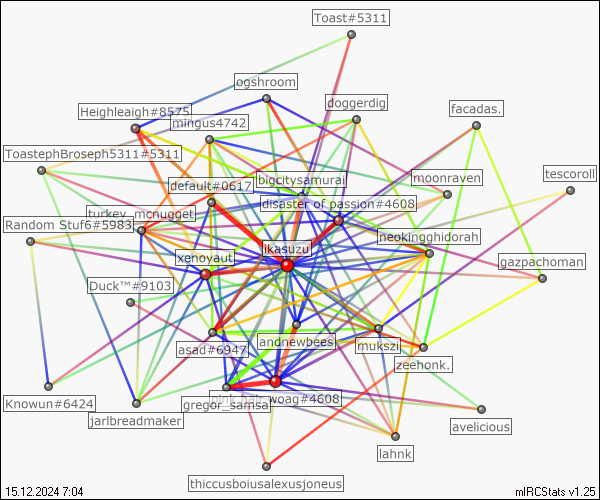 Toast#5311
ogshroom
doggerdig
Heighleagh#8575
mingus4742
facadas.
ToastephBroseph5311#5311
bigcitysamurai
moonraven
tescoroll
default#0617
disaster of passion#4608
turkey_mcnugget
Random Stuf6#5983
neokingghidorah
ikasuzu
xenoyaut
gazpachoman
Duck™#9103
andnewbees
mukszi
asad#6947
zeehonk.
pink_hair_woag#4608
gregor_samsa
Knowun#6424
jarlbreadmaker
avelicious
lahnk
thiccusboiusalexusjoneus
15.12.2024 7:04
mIRCStats v1.25